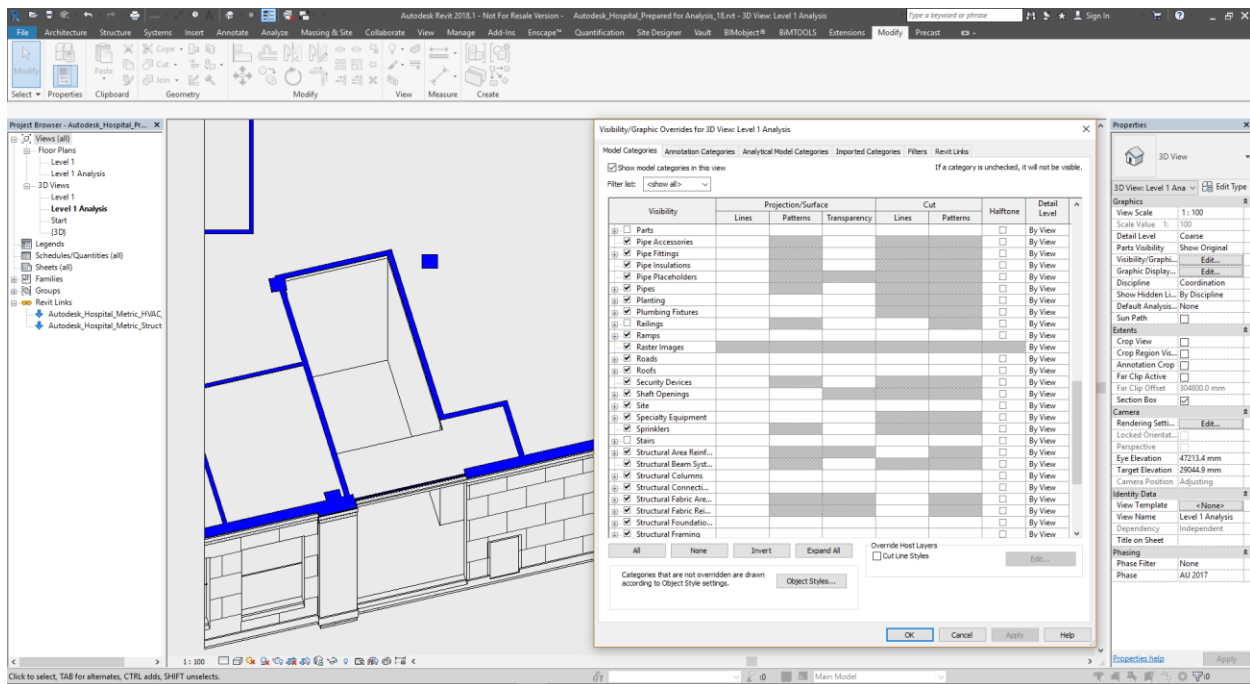 Autodesk Revit 2018.1 - Not For Resale Version - Autodesk_Hospital_Prepared for Analysis_18.rvt - 3D View: Level 1 Analysis
Type a keyword or phrase
Sign In
File Architecture Structure Systems Insert Annotate Analyze Massing & Site Collaborate View Manage Add-Ins Enscape™ Quantification Site Designer Vault BIMobject® BiMTOOLS Extensions Modify Precast
Modify
Properties
Paste
Cope
Cut
Join
Select Properties Clipboard Geometry Modify View Measure Create
Project Browser - Autodesk_Hospital_Pr...
Views (all)
Floor Plans
Level 1
Level 1 Analysis
3D Views
Level 1
Level 1 Analysis
Start
{3D}
Legends
Schedules/Quantities (all)
Sheets (all)
Families
Groups
Revit Links
Autodesk_Hospital_Metric_HVAC_
Autodesk_Hospital_Metric_Struct
Visibility/Graphic Overrides for 3D View: Level 1 Analysis
Model Categories Annotation Categories Analytical Model Categories Imported Categories Filters Revit Links
Show model categories in this view
If a category is unchecked, it will not be visible.
Filter list: <show all>
Visibility Projection/Surface Cut Halftone Detail Level
Lines Patterns Transparency Lines Patterns
Parts By View
Pipe Accessories By View
Pipe Fittings By View
Pipe Insulations By View
Pipe Placeholders By View
Pipes By View
Planting By View
Plumbing Fixtures By View
Railings By View
Ramps By View
Raster Images By View
Roads By View
Roofs By View
Security Devices By View
Shaft Openings By View
Site By View
Specialty Equipment By View
Sprinklers By View
Stairs By View
Structural Area Reinf... By View
Structural Beam Syst... By View
Structural Columns By View
Structural Connecti... By View
Structural Fabric Are... By View
Structural Fabric Rei... By View
Structural Foundatio... By View
Structural Framing By View
All None Invert Expand All
Override Host Layers
Cut Line Styles
Edit...
Categories that are not overridden are drawn
according to Object Style settings.
Object Styles...
OK Cancel Apply Help
Properties
3D View
3D View: Level 1 Ana Edit Type
Graphics
View Scale 1 : 100
Scale Value 1: 100
Detail Level Coarse
Parts Visibility Show Original
Visibility/Graphi... Edit...
Graphic Display... Edit...
Discipline Coordination
Show Hidden Li... By Discipline
Default Analysis... None
Sun Path
Extents
Crop View
Crop Region Vis...
Annotation Crop
Far Clip Active
Far Clip Offset 304800.0 mm
Section Box
Camera
Rendering Setti... Edit...
Locked Orientat...
Perspective
Eye Elevation 47213.4 mm
Target Elevation 29044.9 mm
Camera Position Adjusting
Identity Data
View Template <None>
View Name Level 1 Analysis
Dependency Independent
Title on Sheet
Phasing
Phase Filter None
Phase AU 2017
Properties help
Apply
1 : 100
Click to select, TAB for alternates, CTRL adds, SHIFT unselects.
:0
Main Model
:0